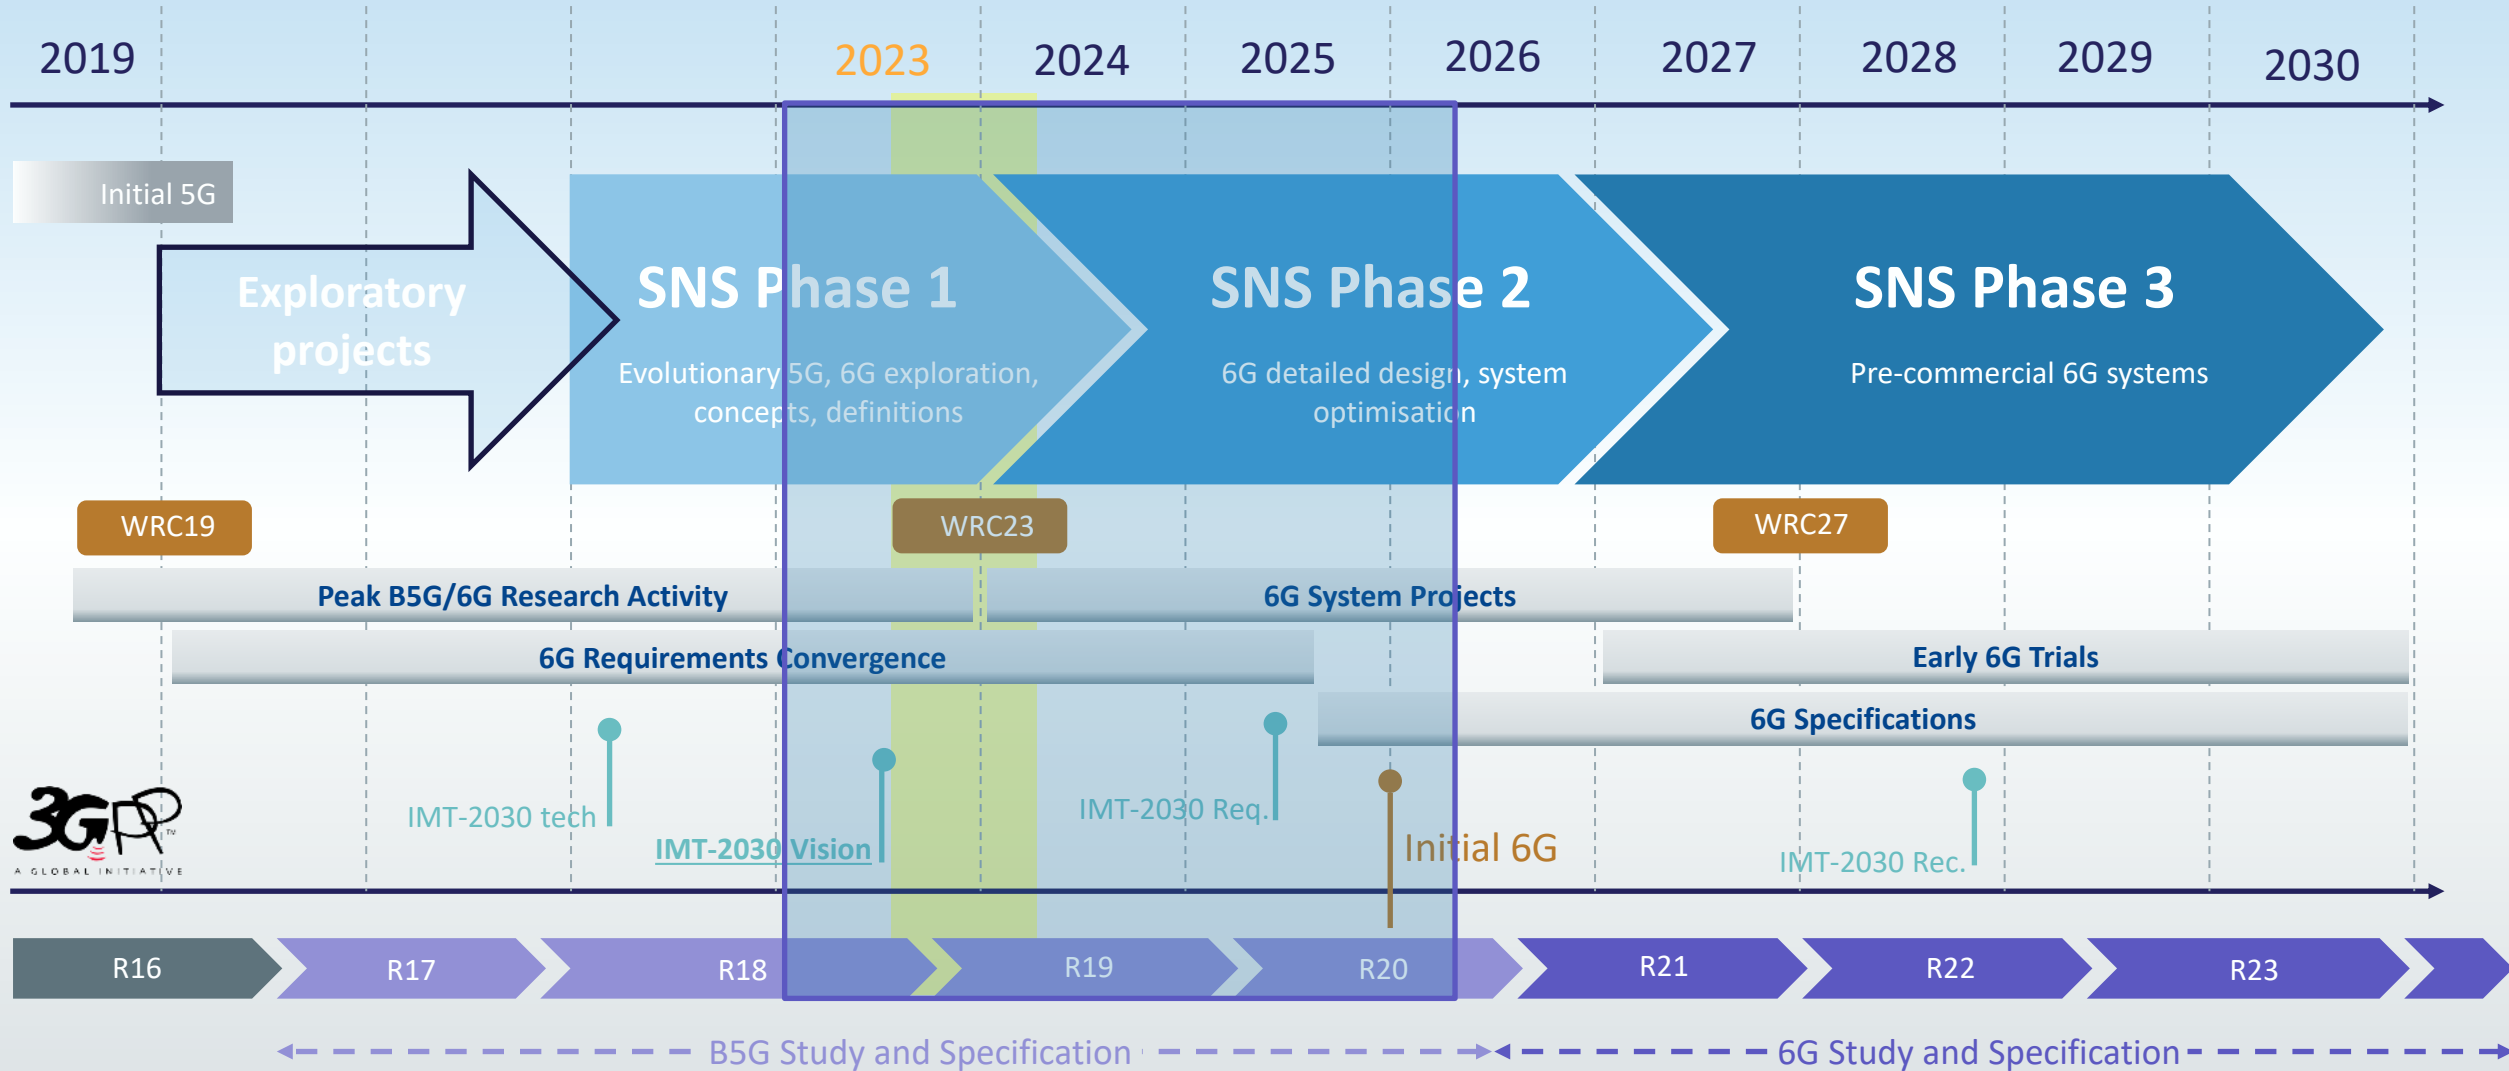 2019
2023
2024
2025
2026
2027
2028
2029
2030
Initial 5G
Exploratory
projects
SNS Phase 1
Evolutionary 5G, 6G exploration,
concepts, definitions
SNS Phase 2
6G detailed design, system
optimisation
SNS Phase 3
Pre-commercial 6G systems
WRC19
WRC23
WRC27
Peak B5G/6G Research Activity
6G System Projects
6G Requirements Convergence
Early 6G Trials
6G Specifications
IMT-2030 tech
IMT-2030 Vision
IMT-2030 Req.
Initial 6G
IMT-2030 Rec.
3GPP
TM
A GLOBAL INITIATIVE
R16
R17
R18
R19
R20
R21
R22
R23
B5G Study and Specification
6G Study and Specification